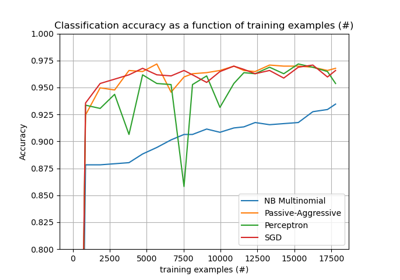 Classification accuracy as a function of training examples (#)
1.000
0.975
0.950
0.925
0.900
0.875
0.850
0.825
0.800
Accuracy
NB Multinomial
Passive-Aggressive
Perceptron
SGD
0 2500 5000 7500 10000 12500 15000 17500
training examples (#)